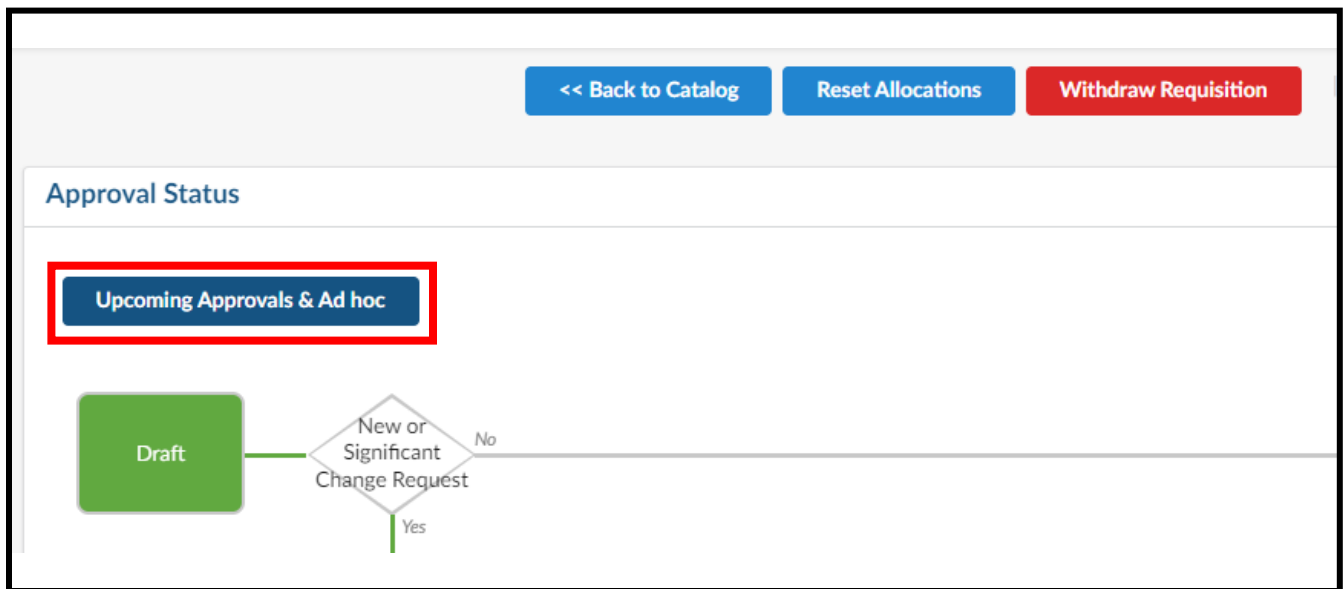 << Back to Catalog
Reset Allocations
Withdraw Requisition
Approval Status
Upcoming Approvals & Ad hoc
Draft
New or
Significant
Change Request
No
Yes